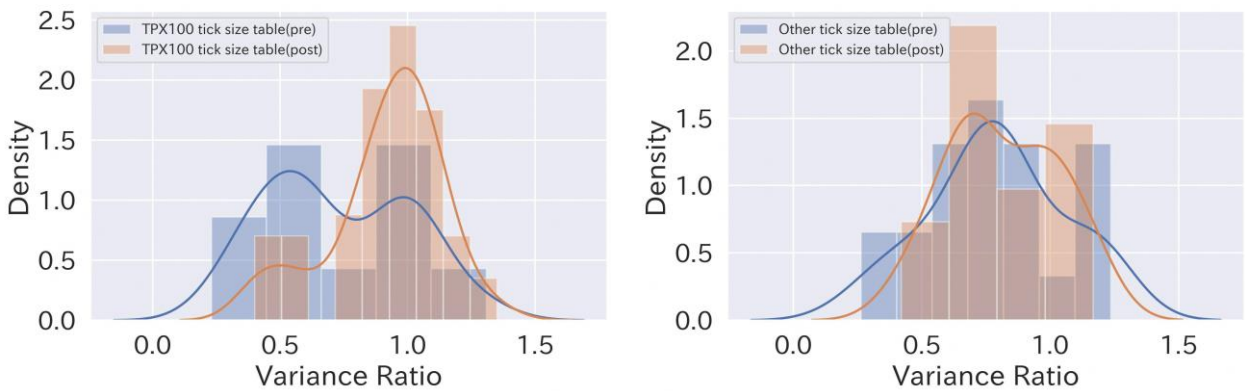 TPX100 tick size table(pre)
TPX100 tick size table(post)
2.5
2.0
1.5
1.0
0.5
0.0
Density
0.0 0.5 1.0 1.5
Variance Ratio
Other tick size table(pre)
Other tick size table(post)
2.0
1.5
1.0
0.5
0.0
Density
0.0 0.5 1.0 1.5
Variance Ratio